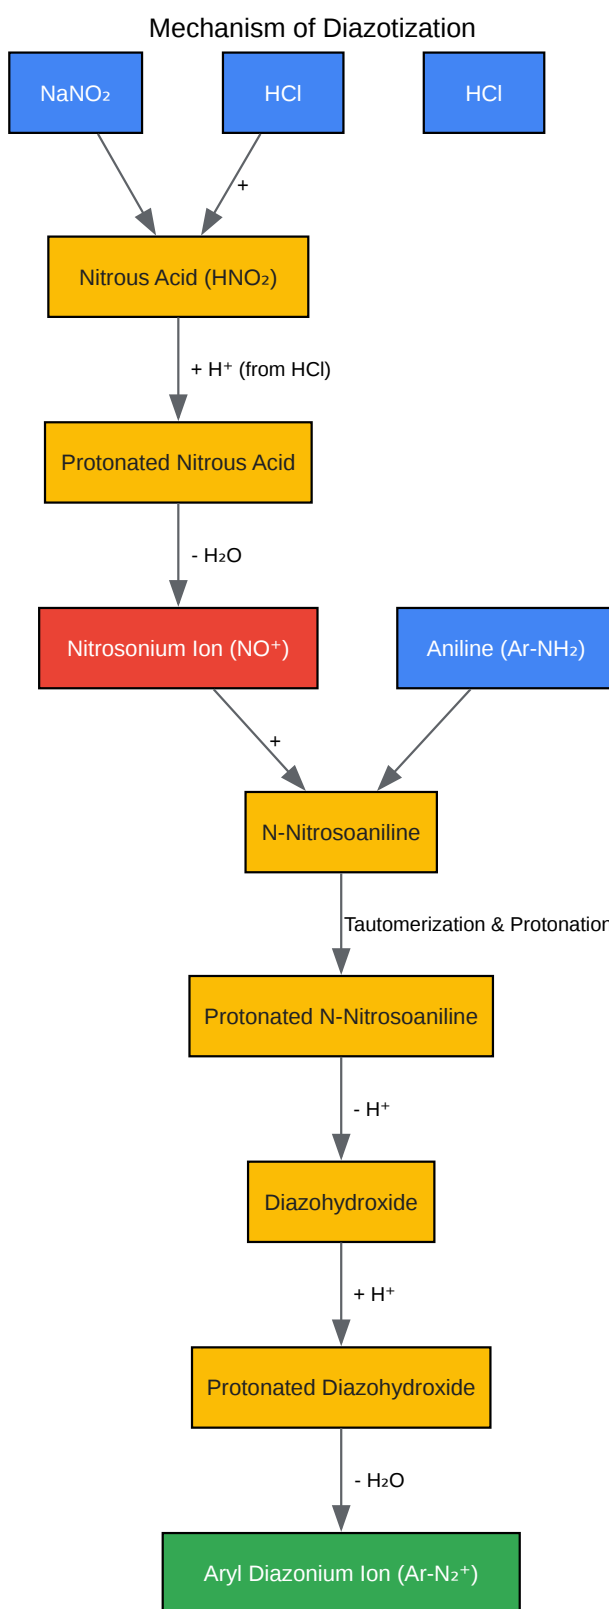 Mechanism of Diazotization
NaNO₂
HCl
HCl
+
Nitrous Acid (HNO₂)
+ H⁺ (from HCl)
Protonated Nitrous Acid
- H₂O
Nitrosonium Ion (NO⁺)
Aniline (Ar-NH₂)
+
N-Nitrosoaniline
Tautomerization & Protonation
Protonated N-Nitrosoaniline
- H⁺
Diazohydroxide
+ H⁺
Protonated Diazohydroxide
- H₂O
Aryl Diazonium Ion (Ar-N₂⁺)